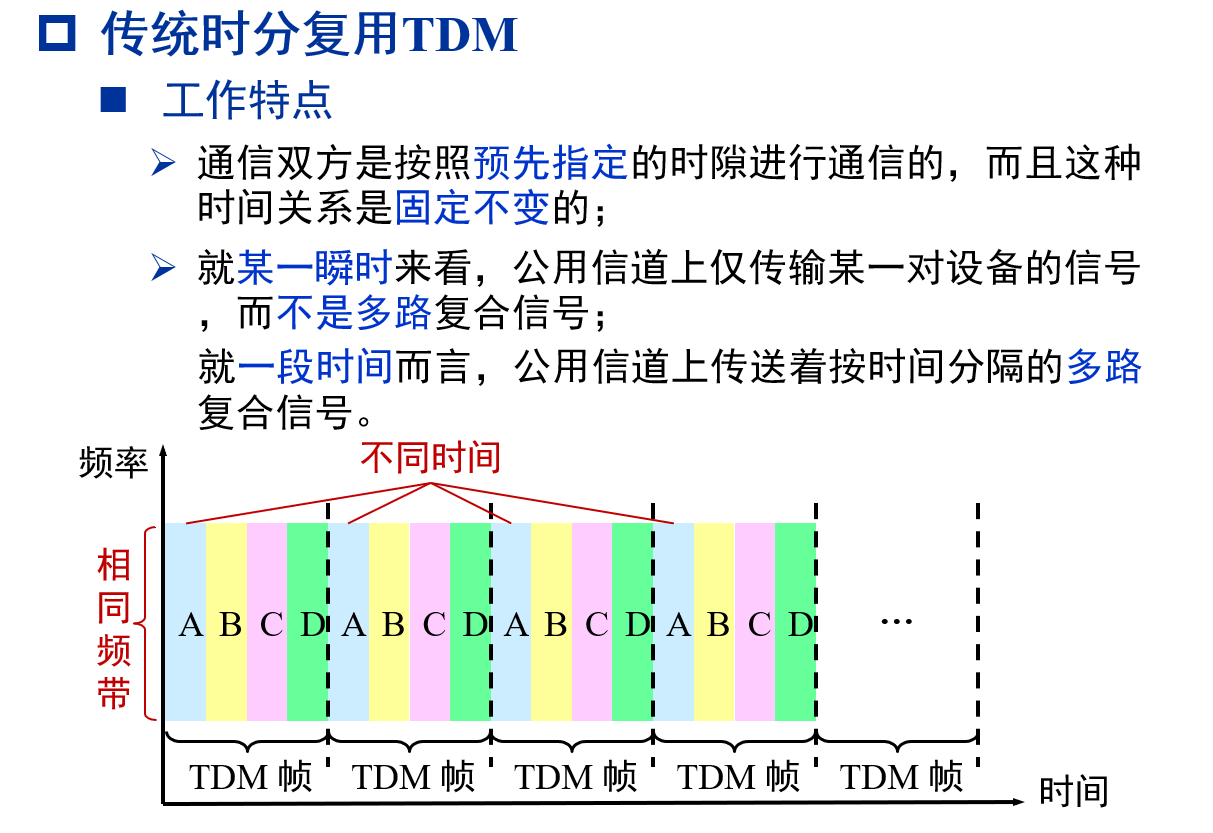 传统时分复用TDM
工作特点
通信双方是按照预先指定的时隙进行通信的，而且这种
时间关系是固定不变的；
就某一瞬时来看，公用信道上仅传输某一对设备的信号
，而不是多路复合信号；
就一段时间而言，公用信道上传送着按时间分隔的多路
复合信号。
频率
不同时间
相同频带
A B C D A B C D A B C D A B C D ...
TDM 帧 TDM 帧 TDM 帧 TDM 帧 TDM 帧
时间